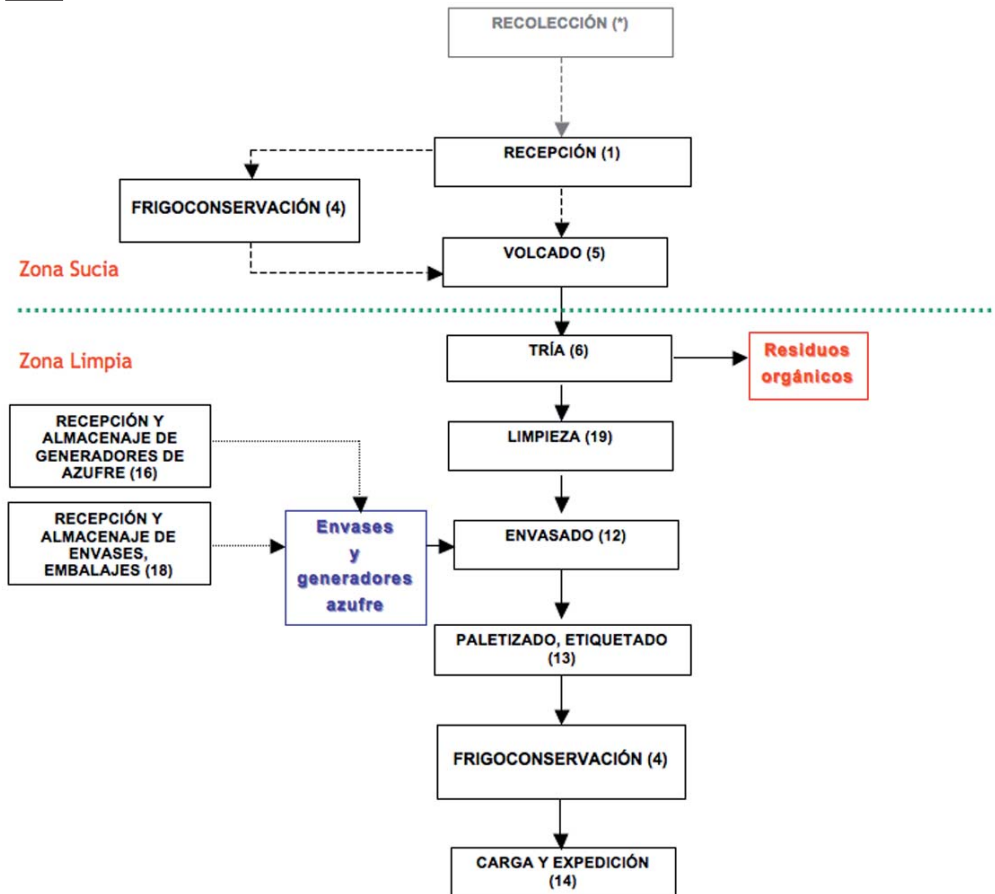 RECOLECCIÓN (*)
RECEPCIÓN (1)
FRIGOCONSERVACIÓN (4)
VOLCADO (5)
Zona Sucia
Zona Limpia
TRÍA (6)
Residuos
orgánicos
RECEPCIÓN Y
ALMACENAJE DE
GENERADORES DE
AZUFRE (16)
LIMPIEZA (19)
RECEPCIÓN Y
ALMACENAJE DE
ENVASES,
EMBALAJES (18)
Envases
y
generadores
azufre
ENVASADO (12)
PALETIZADO, ETIQUETADO
(13)
FRIGOCONSERVACIÓN (4)
CARGA Y EXPEDICIÓN
(14)